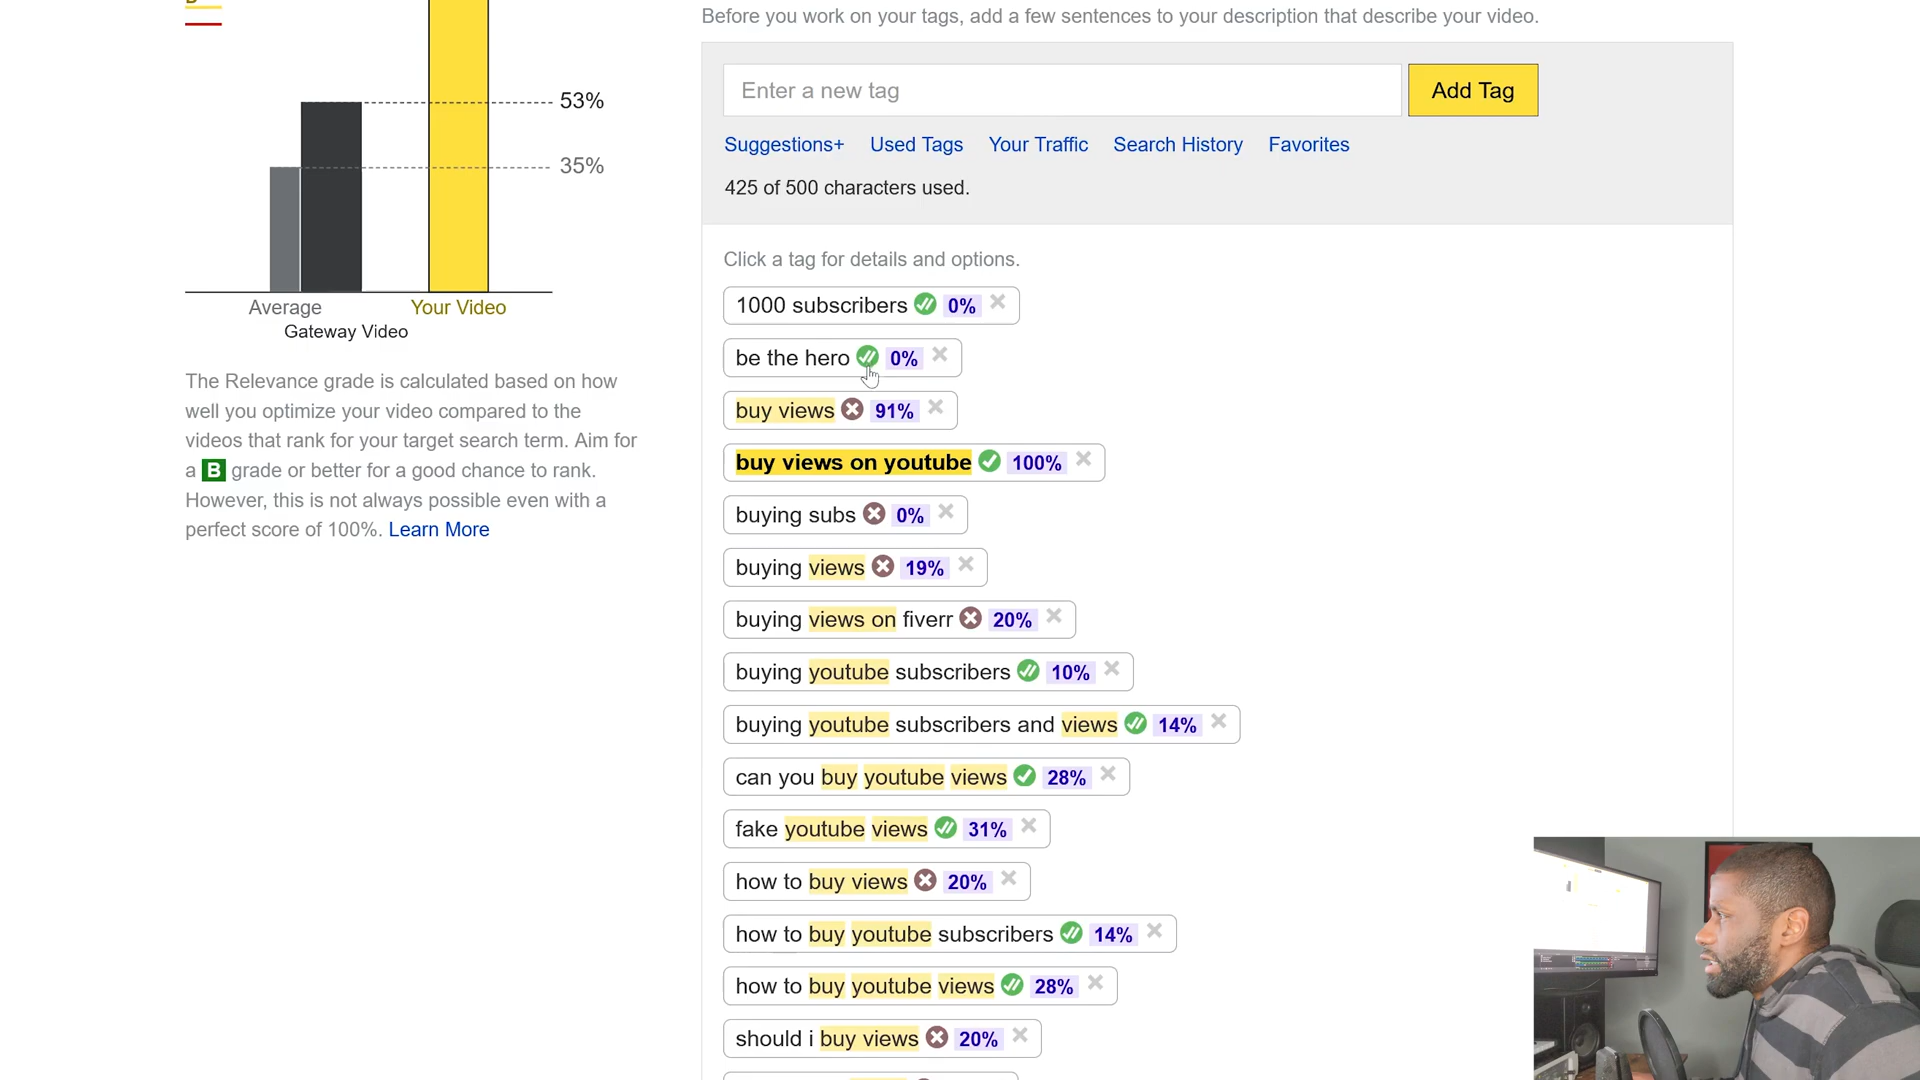 Before you work on your tags, add a few sentences to your description that describe your video.
53%
35%
Average
Your Video
Gateway Video
The Relevance grade is calculated based on how
well you optimize your video compared to the
videos that rank for your target search term. Aim for
a B grade or better for a good chance to rank.
However, this is not always possible even with a
perfect score of 100%. Learn More
Enter a new tag
Add Tag
Suggestions+ Used Tags Your Traffic Search History Favorites
425 of 500 characters used.
Click a tag for details and options.
1000 subscribers 0%
be the hero 0%
buy views 91%
buy views on youtube 100%
buying subs 0%
buying views 19%
buying views on fiverr 20%
buying youtube subscribers 10%
buying youtube subscribers and views 14%
can you buy youtube views 28%
fake youtube views 31%
how to buy views 20%
how to buy youtube subscribers 14%
how to buy youtube views 28%
should i buy views 20%